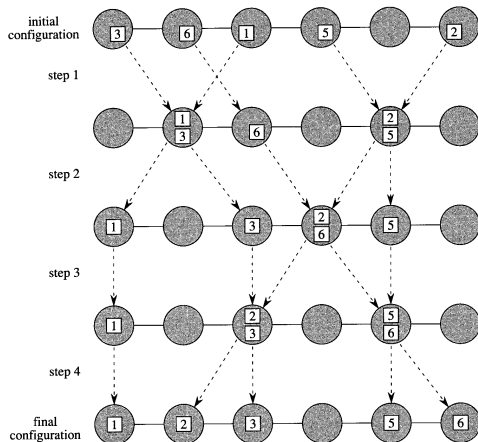 initial
configuration
3 6 1 5 2
step 1
1 2
3 6 5
step 2
2
1 3 5
6
step 3
2 5
1
3 6
step 4
final
configuration
1 2 3 5 6